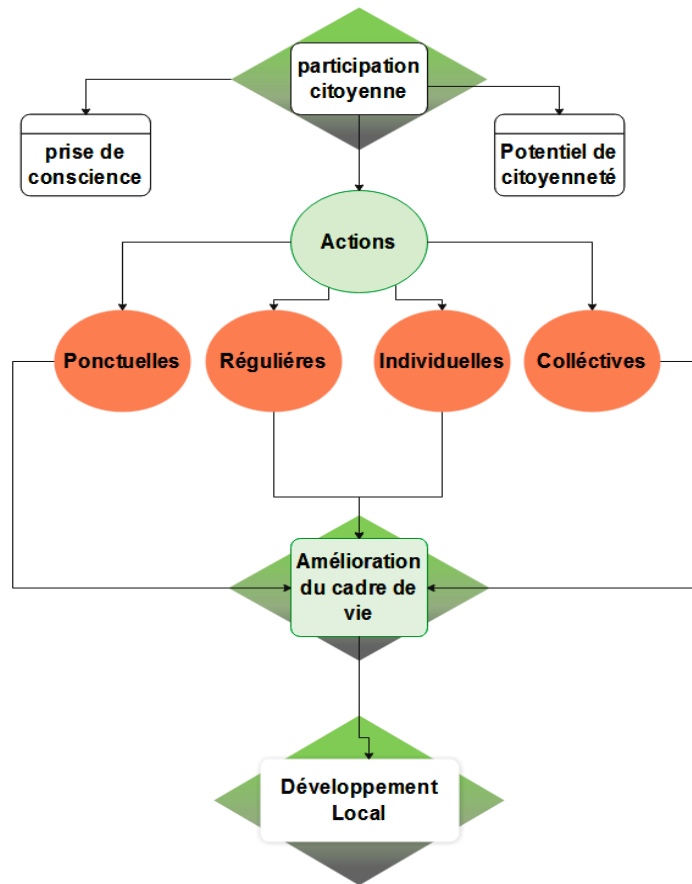 participation
citoyenne
prise de
conscience
Potentiel de
citoyenneté
Actions
Ponctuelles
Réguliéres
Individuelles
Colléctives
Amélioration
du cadre de
vie
Développement
Local